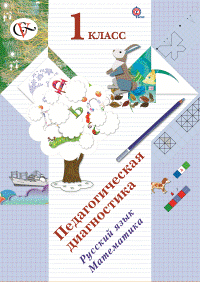 1 КЛАСС
Педагогическая
диагностика
Русский язык
Математика